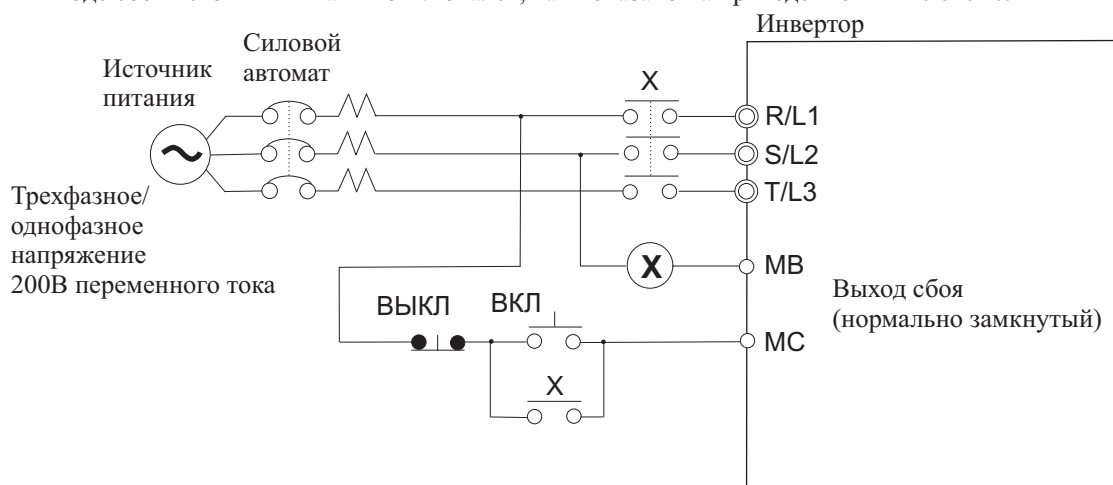 Инвертор
Силовой
автомат
Источник
питания
X
R/L1
S/L2
T/L3
Трехфазное/
однофазное
напряжение
200В переменного тока
X
MB
Выход сбоя
(нормально замкнутый)
ВЫКЛ
ВКЛ
MC
X